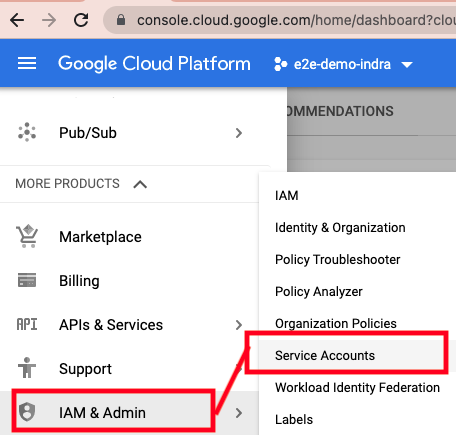 console.cloud.google.com/home/dashboard?clou
Google Cloud Platform
e2e-demo-indra
Pub/Sub
OMMENDATIONS
MORE PRODUCTS
Marketplace
Billing
API APIs & Services
Support
IAM & Admin
IAM
Identity & Organization
Policy Troubleshooter
Policy Analyzer
Organization Policies
Service Accounts
Workload Identity Federation
Labels